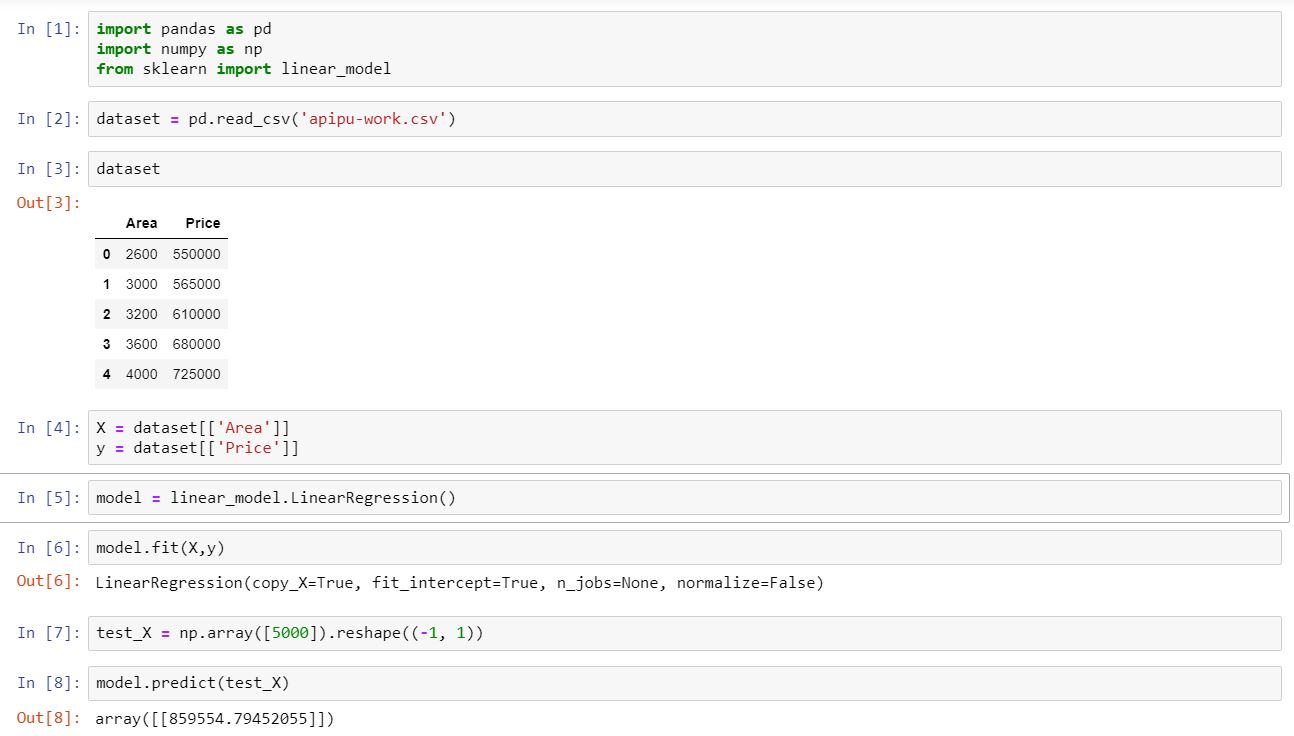 In [1]: import pandas as pd
import numpy as np
from sklearn import linear_model
In [2]: dataset = pd.read_csv('apipu-work.csv')
In [3]: dataset
Out[3]:
Area Price
0 2600 550000
1 3000 565000
2 3200 610000
3 3600 680000
4 4000 725000
In [4]: X = dataset[['Area']]
y = dataset[['Price']]
In [5]: model = linear_model.LinearRegression()
In [6]: model.fit(X,y)
Out[6]: LinearRegression(copy_X=True, fit_intercept=True, n_jobs=None, normalize=False)
In [7]: test_X = np.array([5000]).reshape((-1, 1))
In [8]: model.predict(test_X)
Out[8]: array([[859554.79452055]])